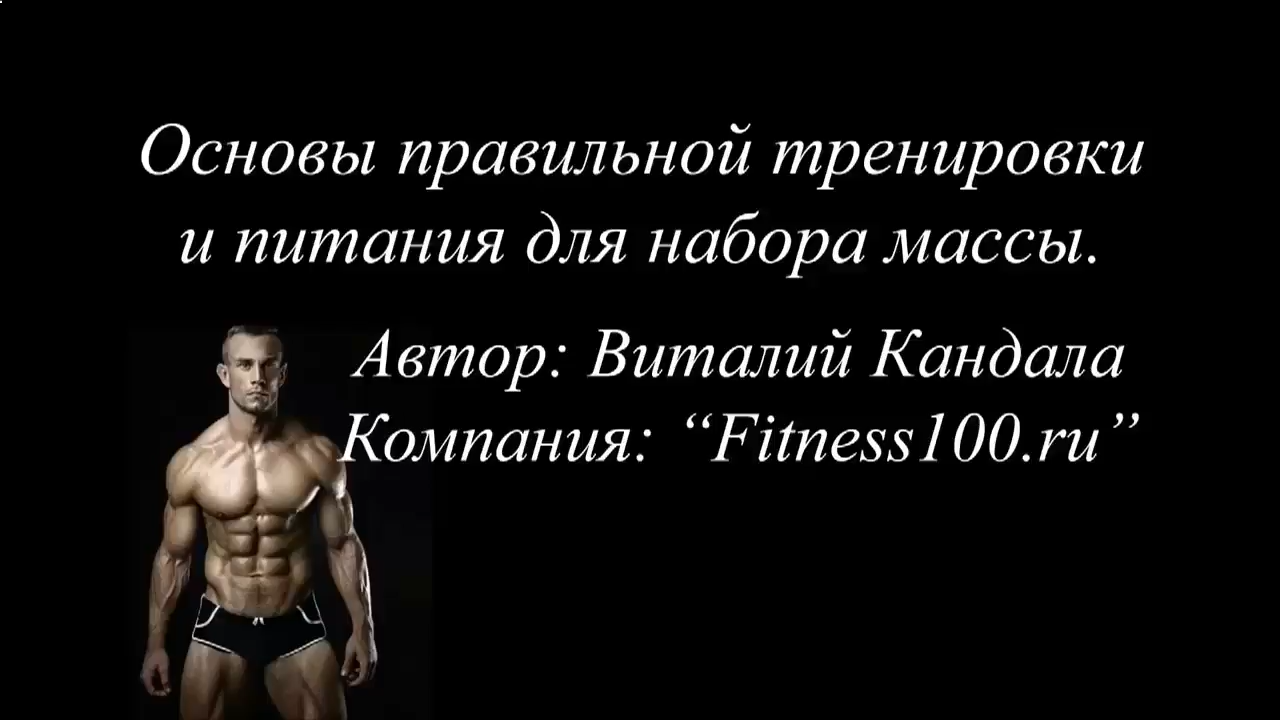 Основы правильной тренировки
и питания для набора массы.
Автор: Виталий Кандала
Компания: “Fitness100.ru”